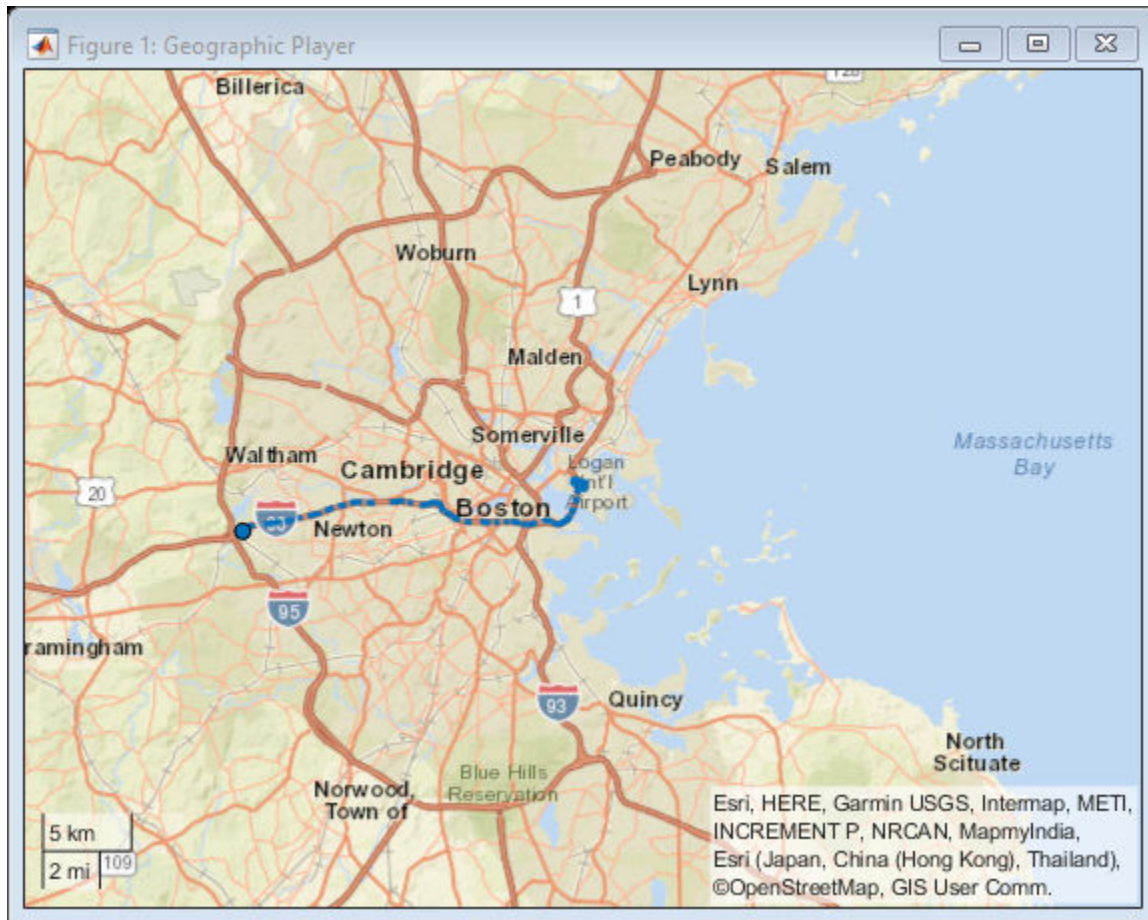 Figure 1: Geographic Player
128
Billerica
Peabody
Salem
Woburn
Lynn
1
Malden
Somerville
Waltham
Cambridge
Logan
Int'l
Airport
Massachusetts
Bay
20
Boston
Newton
95
ramingham
93
Quincy
North
Scituate
Blue Hills
Reservation
Norwood,
Town of
5 km
2 mi
109
Esri, HERE, Garmin USGS, Intermap, METI,
INCREMENT P, NRCAN, MapmyIndia,
Esri (Japan, China (Hong Kong), Thailand),
©OpenStreetMap, GIS User Comm.